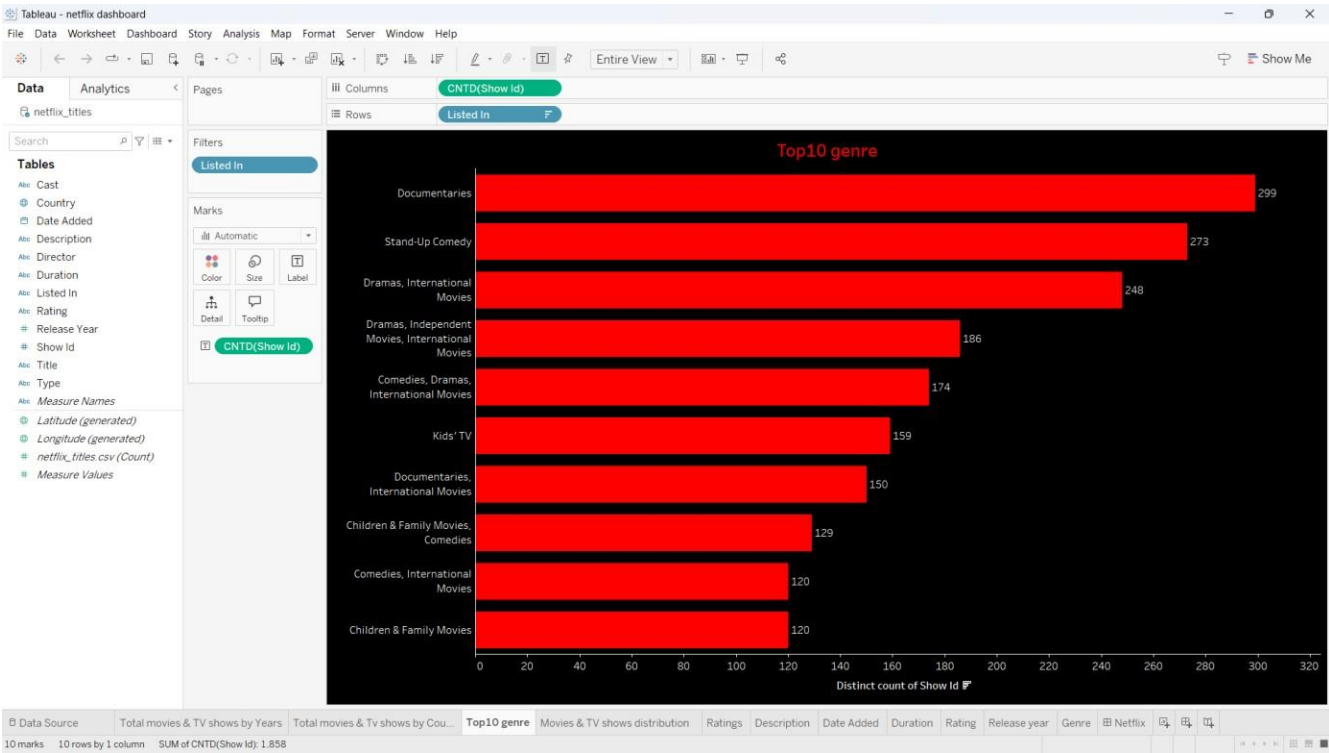 Tableau - netflix dashboard
File Data Worksheet Dashboard Story Analysis Map Format Server Window Help
Entire View
Show Me
Data Analytics
netflix_titles
Search
Tables
Abc Cast
Country
Date Added
Abc Description
Abc Director
Abc Duration
Abc Listed In
Abc Rating
# Release Year
# Show Id
Abc Title
Abc Type
Abc Measure Names
Latitude (generated)
Longitude (generated)
# netflix_titles.csv (Count)
# Measure Values
Pages
Filters
Listed In
Marks
Automatic
Color Size Label
Detail Tooltip
CNTD(Show Id)
Columns CNTD(Show Id)
Rows Listed In
Top10 genre
Documentaries 299
Stand-Up Comedy 273
Dramas, International
Movies 248
Dramas, Independent
Movies, International
Movies 186
Comedies, Dramas,
International Movies 174
Kids' TV 159
Documentaries,
International Movies 150
Children & Family Movies,
Comedies 129
Comedies, International
Movies 120
Children & Family Movies 120
0 20 40 60 80 100 120 140 160 180 200 220 240 260 280 300 320
Distinct count of Show Id
Data Source Total movies & TV shows by Years Total movies & Tv shows by Cou... Top10 genre Movies & TV shows distribution Ratings Description Date Added Duration Rating Release year Genre Netflix
10 marks 10 rows by 1 column SUM of CNTD(Show Id): 1,858